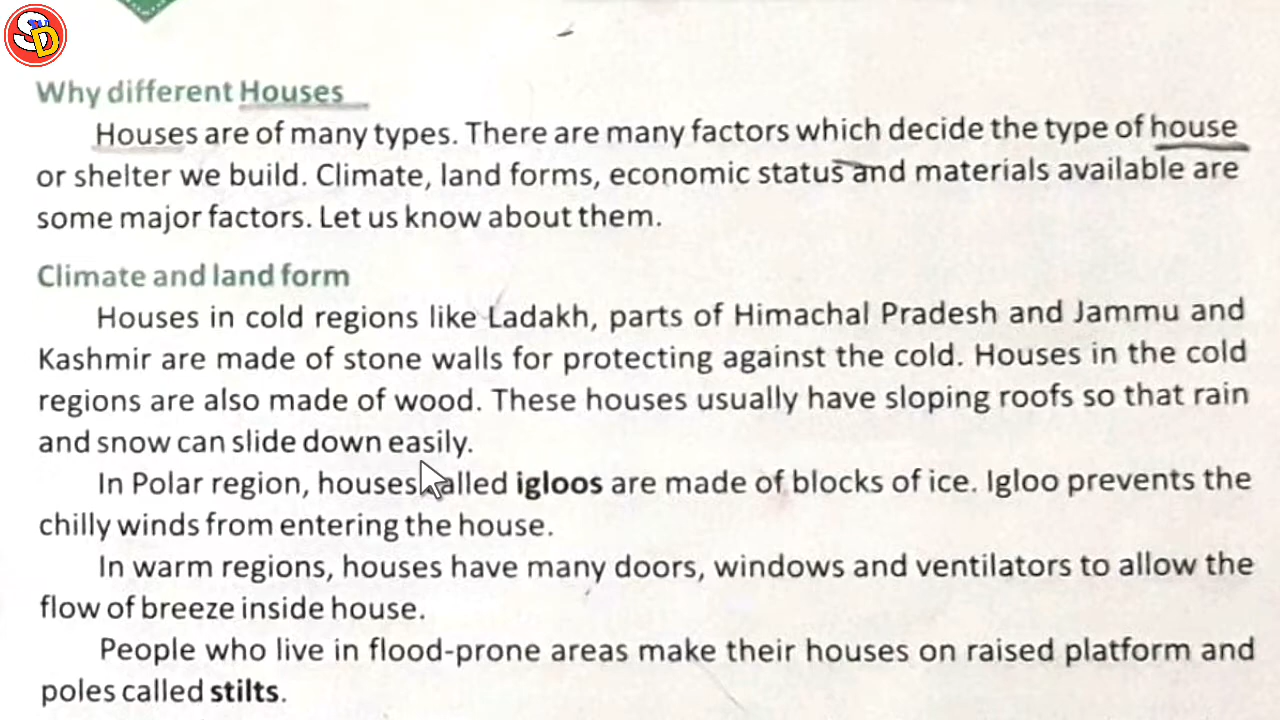 SD
Why different Houses
Houses are of many types. There are many factors which decide the type of house
or shelter we build. Climate, land forms, economic status and materials available are
some major factors. Let us know about them.
Climate and land form
Houses in cold regions like Ladakh, parts of Himachal Pradesh and Jammu and
Kashmir are made of stone walls for protecting against the cold. Houses in the cold
regions are also made of wood. These houses usually have sloping roofs so that rain
and snow can slide down easily.
In Polar region, houses called igloos are made of blocks of ice. Igloo prevents the
chilly winds from entering the house.
In warm regions, houses have many doors, windows and ventilators to allow the
flow of breeze inside house.
People who live in flood-prone areas make their houses on raised platform and
poles called stilts.